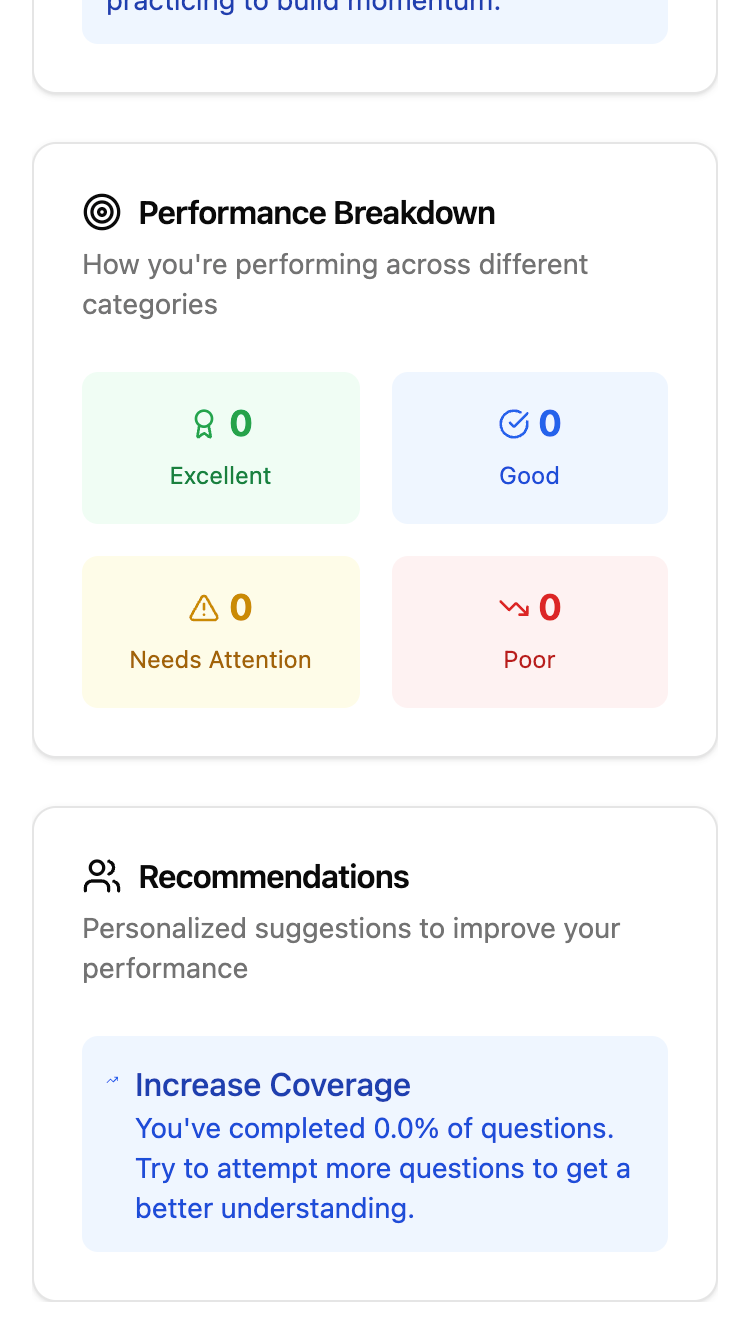 practicing to build momentum.
Performance Breakdown
How you're performing across different
categories
0
Excellent
0
Good
0
Needs Attention
0
Poor
Recommendations
Personalized suggestions to improve your
performance
Increase Coverage
You've completed 0.0% of questions.
Try to attempt more questions to get a
better understanding.